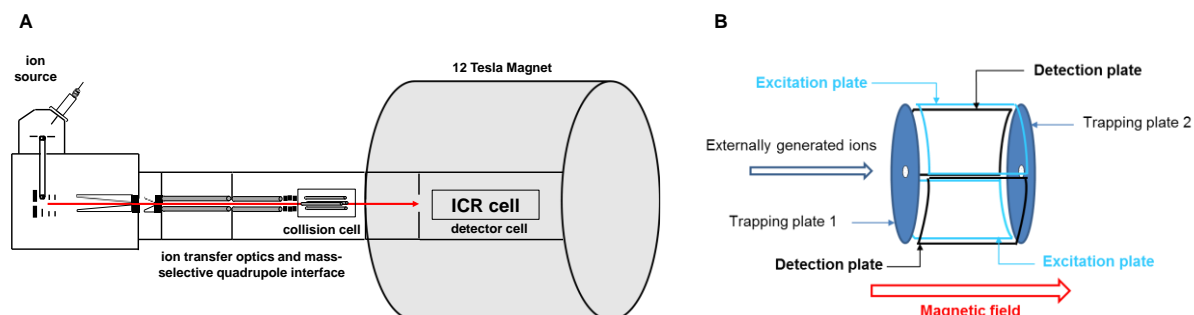 A
ion
source
12 Tesla Magnet
ICR cell
collision cell
detector cell
ion transfer optics and mass-
selective quadrupole interface
B
Detection plate
Excitation plate
Trapping plate 2
Externally generated ions
Trapping plate 1
Detection plate
Excitation plate
Magnetic field